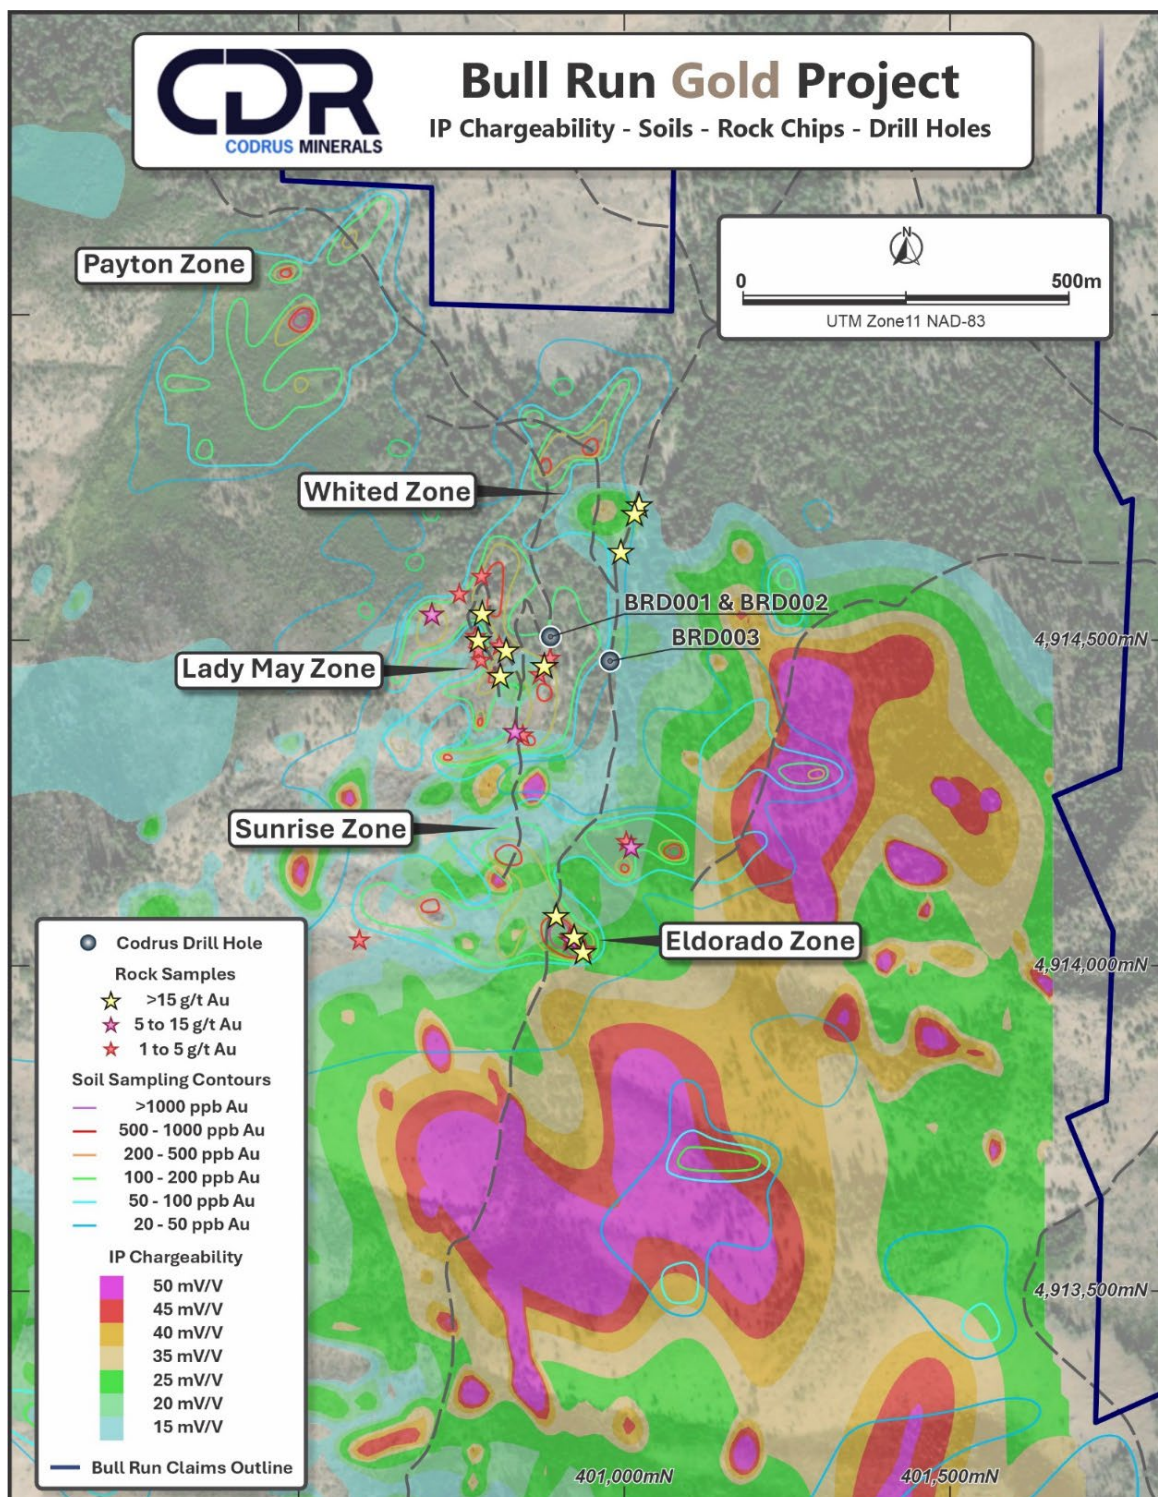 CDR
CODRUS MINERALS
Bull Run Gold Project
IP Chargeability - Soils - Rock Chips - Drill Holes
N
0
500m
UTM Zone11 NAD-83
Payton Zone
Whited Zone
BRD001 & BRD002
BRD003
4,914,500mN
Lady May Zone
Sunrise Zone
Eldorado Zone
4,914,000mN
Codrus Drill Hole
Rock Samples
>15 g/t Au
5 to 15 g/t Au
1 to 5 g/t Au
Soil Sampling Contours
>1000 ppb Au
500 - 1000 ppb Au
200 - 500 ppb Au
100 - 200 ppb Au
50 - 100 ppb Au
20 - 50 ppb Au
IP Chargeability
50 mV/V
45 mV/V
40 mV/V
35 mV/V
25 mV/V
20 mV/V
15 mV/V
Bull Run Claims Outline
4,913,500mN
401,000mN
401,500mN